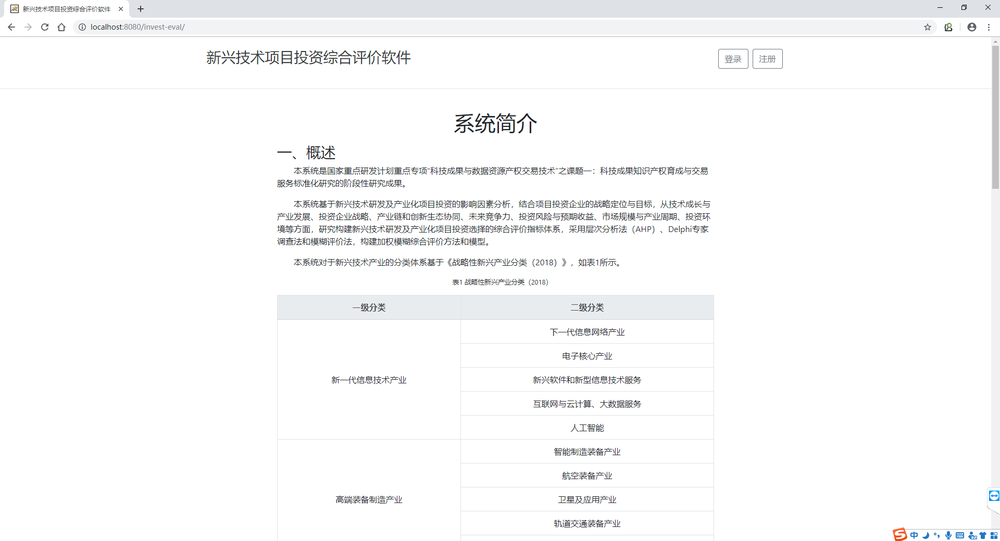 新兴技术项目投资综合评价软件
localhost:8080/invest-eval/
新兴技术项目投资综合评价软件
登录
注册
系统简介
一、概述
本系统是国家重点研发计划重点专项“科技成果与数据资源产权交易技术”之课题一：科技成果知识产权育成与交易
服务标准化研究的阶段性研究成果。
本系统基于新兴技术研发及产业化项目投资的影响因素分析，结合项目投资企业的战略定位与目标，从技术成长与
产业发展、投资企业战略、产业链和创新生态协同、未来竞争力、投资风险与预期收益、市场规模与产业周期、投资环
境等方面，研究构建新兴技术研发及产业化项目投资选择的综合评价指标体系，采用层次分析法（AHP）、Delphi专家
调查法和模糊评价法，构建加权模糊综合评价方法和模型。
本系统对于新兴技术产业的分类体系基于《战略性新兴产业分类（2018）》，如表1所示。
表1 战略性新兴产业分类（2018）
一级分类
二级分类
新一代信息技术产业
下一代信息网络产业
电子核心产业
新兴软件和新型信息技术服务
互联网与云计算、大数据服务
人工智能
高端装备制造产业
智能制造装备产业
航空装备产业
卫星及应用产业
轨道交通装备产业
中